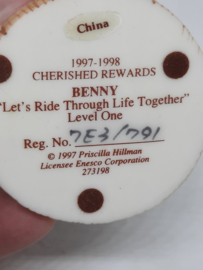 China
1997-1998
CHERISHED REWARDS
BENNY
"Let's Ride Through Life Together"
Level One
Reg. No. 7E3/791
© 1997 Priscilla Hillman
Licensee Enesco Corporation
273198